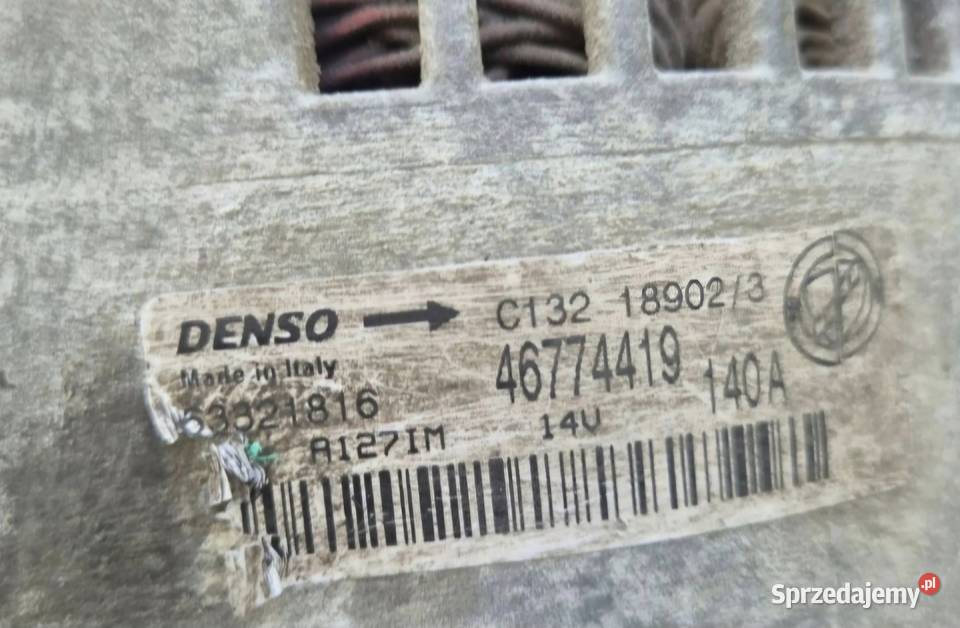 DENSO C132 18902/3
Made in Italy 46774419 140A
63321816
A127IM 14V
Sprzedajemy.pl